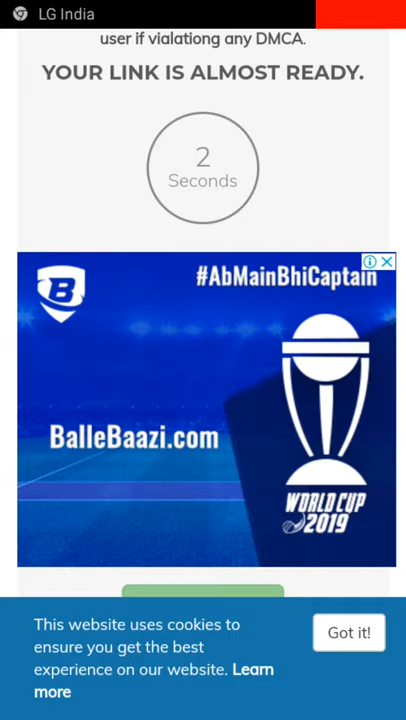 LG India
user if vialationg any DMCA.
YOUR LINK IS ALMOST READY.
2
Seconds
#AbMainBhiCaptain
B
BalleBaazi.com
WORLD CUP
2019
This website uses cookies to
ensure you get the best
experience on our website. Learn
more
Got it!